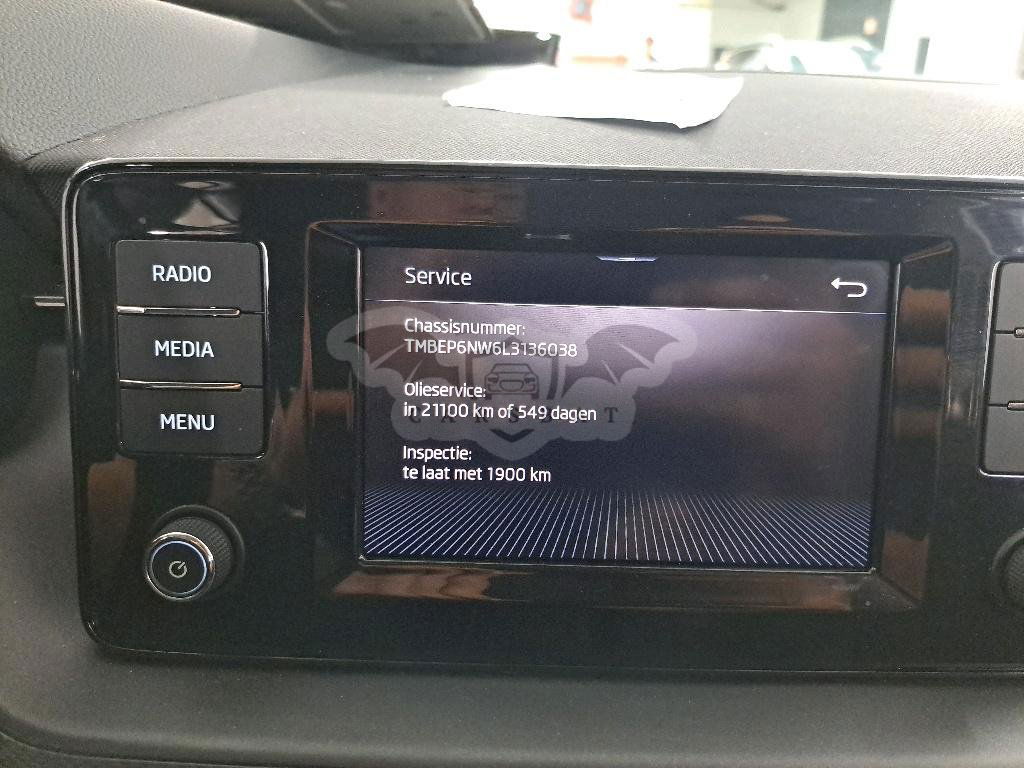 RADIO
MEDIA
MENU
Service
Chassisnummer:
TMBEP6NW6L3136038
Olieservice:
in 21100 km of 549 dagen
Inspectie:
te laat met 1900 km